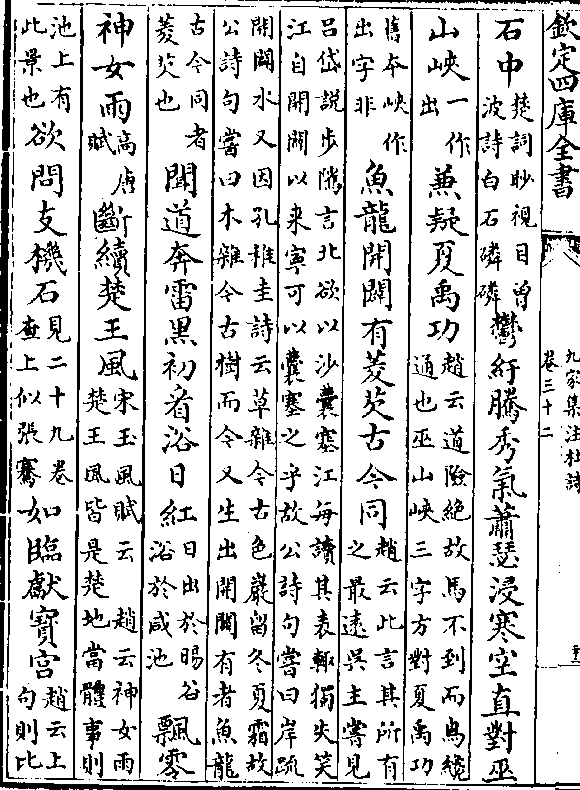 欽定四庫全書 九家集注杜詩 卷三十二
石中楚詞眇視目曽波詩白石磷磷鬱紆騰秀氣蕭瑟浸寒空直對巫
山峽一作出兼疑夏禹功趙云道險絶故馬不到而鳥纔通也巫山峽三字方對夏禹功
舊本峽作出字非魚龍開闢有菱芡古今同趙云此言其所有之最遠吳主嘗見
吕岱說步隲言北欲以沙囊塞江每讀其表輙獨失笑江自開闢以来寧可以囊塞之乎故公詩句嘗曰岸疏
開闢水又因孔稚圭詩云草雜今古色巖留冬夏霜故公詩句嘗曰木雜今古樹而今又生出開闢有者魚龍
古今同者菱芡也聞道奔雷黑初看浴日紅日出於暘谷浴於咸池飄零
神女雨高唐賦斷續楚王風宋玉風賦云 趙云神女雨楚王風皆是楚地當體事則
池上有此景也欲問支機石見二十九卷查上似張騫如臨獻寶宫趙云上句則比